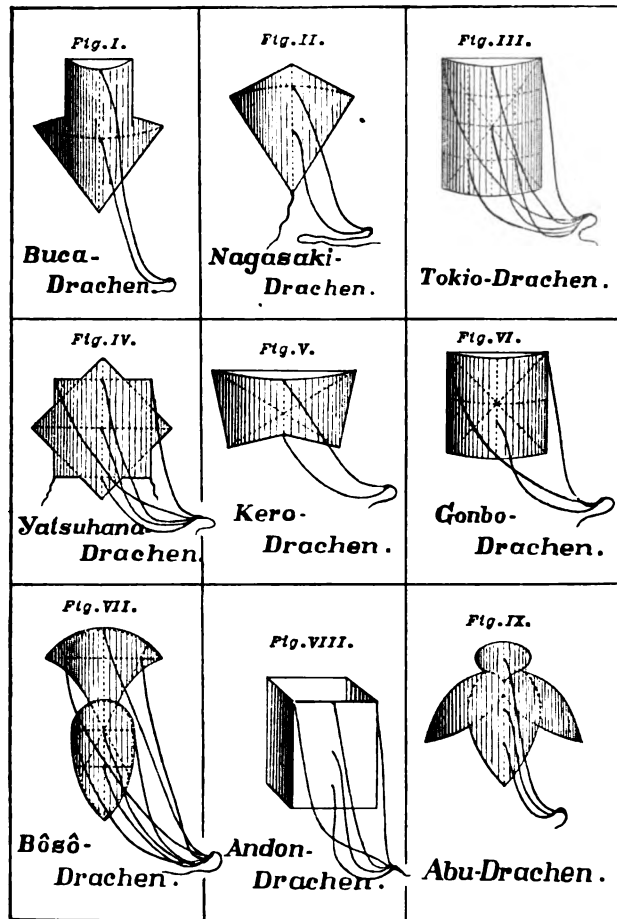 Fig.I.
Buca-
Drachen.
Fig.II.
Nagasaki-
Drachen.
Fig.III.
Tokio-Drachen.
Fig.IV.
Yatsuhana-
Drachen.
Fig.V.
Kero-
Drachen.
Fig.VI.
Gonbo-
Drachen.
Fig.VII.
Bôsô-
Drachen.
Fig.VIII.
Andon-
Drachen.
Fig.IX.
Abu-Drachen.